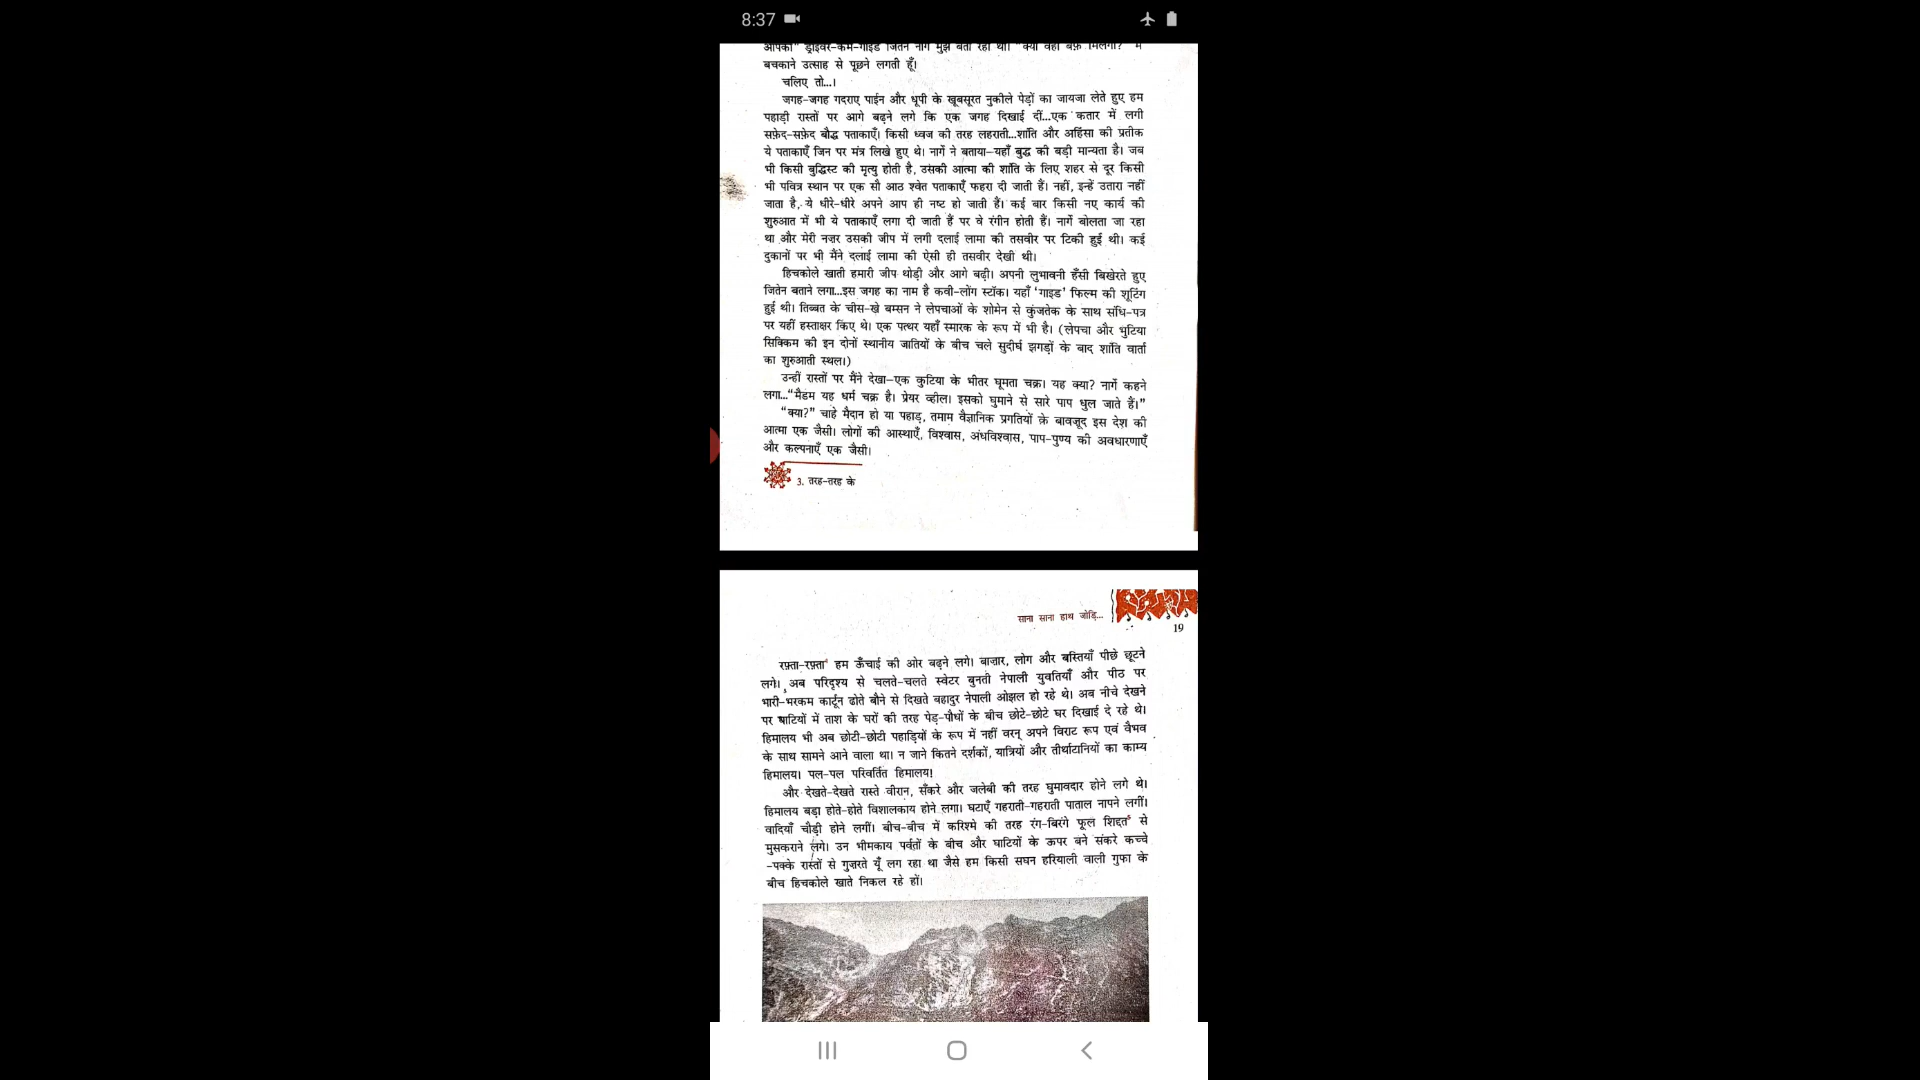 8:37
आपको" ड्राइवर-कम-गाइड जितेन नार्गे मुझे बता रहा था। "क्या वहाँ बर्फ़ मिलेगी?" मैं
बचकाने उत्साह से पूछने लगती हूँ।
चलिए तो...।
जगह-जगह गदराए पाईन और धूपी के खूबसूरत नुकीले पेड़ों का जायजा लेते हुए हम
पहाड़ी रास्तों पर आगे बढ़ने लगे कि एक जगह दिखाई दीं...एक कतार में लगी
सफ़ेद-सफ़ेद बौद्ध पताकाएँ। किसी ध्वज की तरह लहराती...शांति और अहिंसा की प्रतीक
ये पताकाएँ जिन पर मंत्र लिखे हुए थे। नार्गे ने बताया—यहाँ बुद्ध की बड़ी मान्यता है। जब
भी किसी बुद्धिस्ट की मृत्यु होती है, उसकी आत्मा की शांति के लिए शहर से दूर किसी
भी पवित्र स्थान पर एक सौ आठ श्वेत पताकाएँ फहरा दी जाती हैं। नहीं, इन्हें उतारा नहीं
जाता है, ये धीरे-धीरे अपने आप ही नष्ट हो जाती हैं। कई बार किसी नए कार्य की
शुरुआत में भी ये पताकाएँ लगा दी जाती हैं पर वे रंगीन होती हैं। नार्गे बोलता जा रहा
था और मेरी नज़र उसकी जीप में लगी दलाई लामा की तसवीर पर टिकी हुई थी। कई
दुकानों पर भी मैंने दलाई लामा की ऐसी ही तसवीर देखी थी।
हिचकोले खाती हमारी जीप थोड़ी और आगे बढ़ी। अपनी लुभावनी हँसी बिखेरते हुए
जितेन बताने लगा...इस जगह का नाम है कवी-लोंग स्टॉक। यहाँ 'गाइड' फिल्म की शूटिंग
हुई थी। तिब्बत के चीस-खे बम्सन ने लेपचाओं के शोमेन से कुंजतेक के साथ संधि-पत्र
पर यहीं हस्ताक्षर किए थे। एक पत्थर यहाँ स्मारक के रूप में भी है। (लेपचा और भुटिया
सिक्किम की इन दोनों स्थानीय जातियों के बीच चले सुदीर्घ झगड़ों के बाद शांति वार्ता
का शुरुआती स्थल।)
उन्हीं रास्तों पर मैंने देखा—एक कुटिया के भीतर घूमता चक्र। यह क्या? नार्गे कहने
लगा..."मैडम यह धर्म चक्र है। प्रेयर व्हील। इसको घुमाने से सारे पाप धुल जाते हैं।"
"क्या?" चाहे मैदान हो या पहाड़, तमाम वैज्ञानिक प्रगतियों के बावजूद इस देश की
आत्मा एक जैसी। लोगों की आस्थाएँ, विश्वास, अंधविश्वास, पाप-पुण्य की अवधारणाएँ
और कल्पनाएँ एक जैसी।
3. तरह-तरह के
साना साना हाथ जोड़ि...
19
रफ़्ता-रफ़्ता⁴ हम ऊँचाई की ओर बढ़ने लगे। बाज़ार, लोग और बस्तियाँ पीछे छूटने
लगे। अब परिदृश्य से चलते-चलते स्वेटर बुनती नेपाली युवतियाँ और पीठ पर
भारी-भरकम कार्टून ढोते बौने से दिखते बहादुर नेपाली ओझल हो रहे थे। अब नीचे देखने
पर घाटियों में ताश के घरों की तरह पेड़-पौधों के बीच छोटे-छोटे घर दिखाई दे रहे थे।
हिमालय भी अब छोटी-छोटी पहाड़ियों के रूप में नहीं वरन् अपने विराट रूप एवं वैभव
के साथ सामने आने वाला था। न जाने कितने दर्शकों, यात्रियों और तीर्थाटानियों का काम्य
हिमालय। पल-पल परिवर्तित हिमालय!
और देखते-देखते रास्ते वीरान, सँकरे और जलेबी की तरह घुमावदार होने लगे थे।
हिमालय बड़ा होते-होते विशालकाय होने लगा। घटाएँ गहराती-गहराती पाताल नापने लगीं।
वादियाँ चौड़ी होने लगीं। बीच-बीच में करिश्मे की तरह रंग-बिरंगे फूल शिद्दत⁵ से
मुसकराने लगे। उन भीमकाय पर्वतों के बीच और घाटियों के ऊपर बने संकरे कच्चे
-पक्के रास्तों से गुज़रते यूँ लग रहा था जैसे हम किसी सघन हरियाली वाली गुफा के
बीच हिचकोले खाते निकल रहे हों।